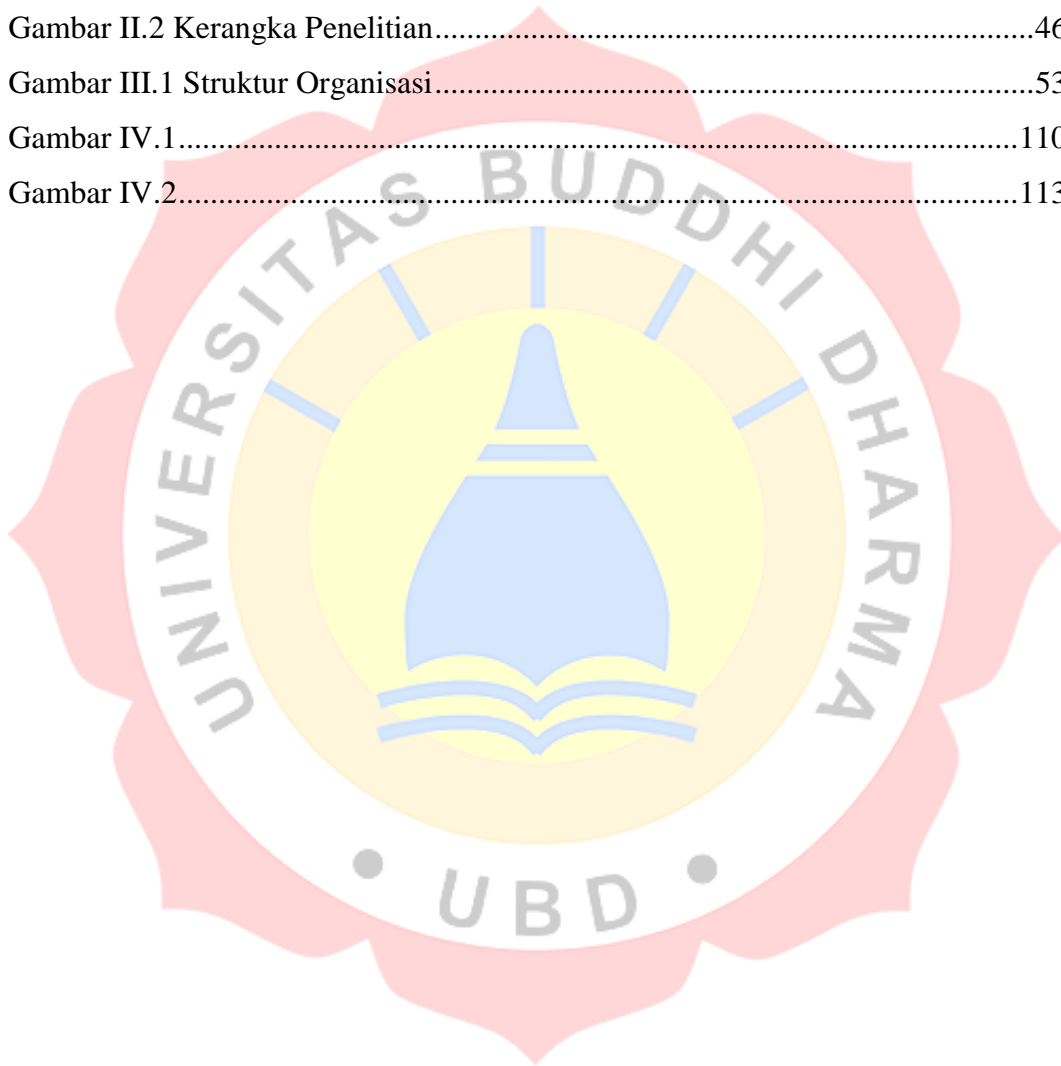 Gambar II.2 Kerangka Penelitian..........................................................................46
Gambar III.1 Struktur Organisasi..........................................................................53
Gambar IV.1.......................................................................................................110
Gambar IV.2.......................................................................................................113
UNIVERSITAS BUDDHI DHARMA
• UBD •